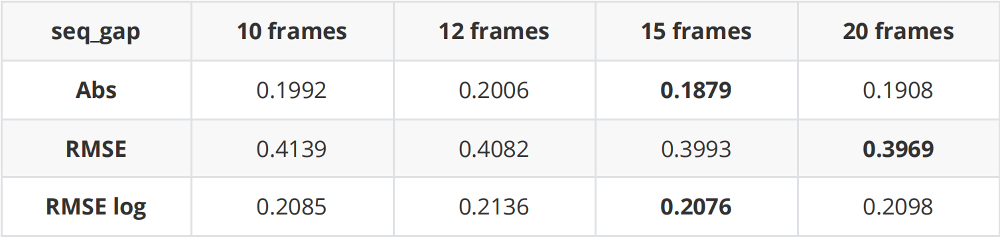 seq_gap 10 frames 12 frames 15 frames 20 frames
Abs 0.1992 0.2006 0.1879 0.1908
RMSE 0.4139 0.4082 0.3993 0.3969
RMSE log 0.2085 0.2136 0.2076 0.2098